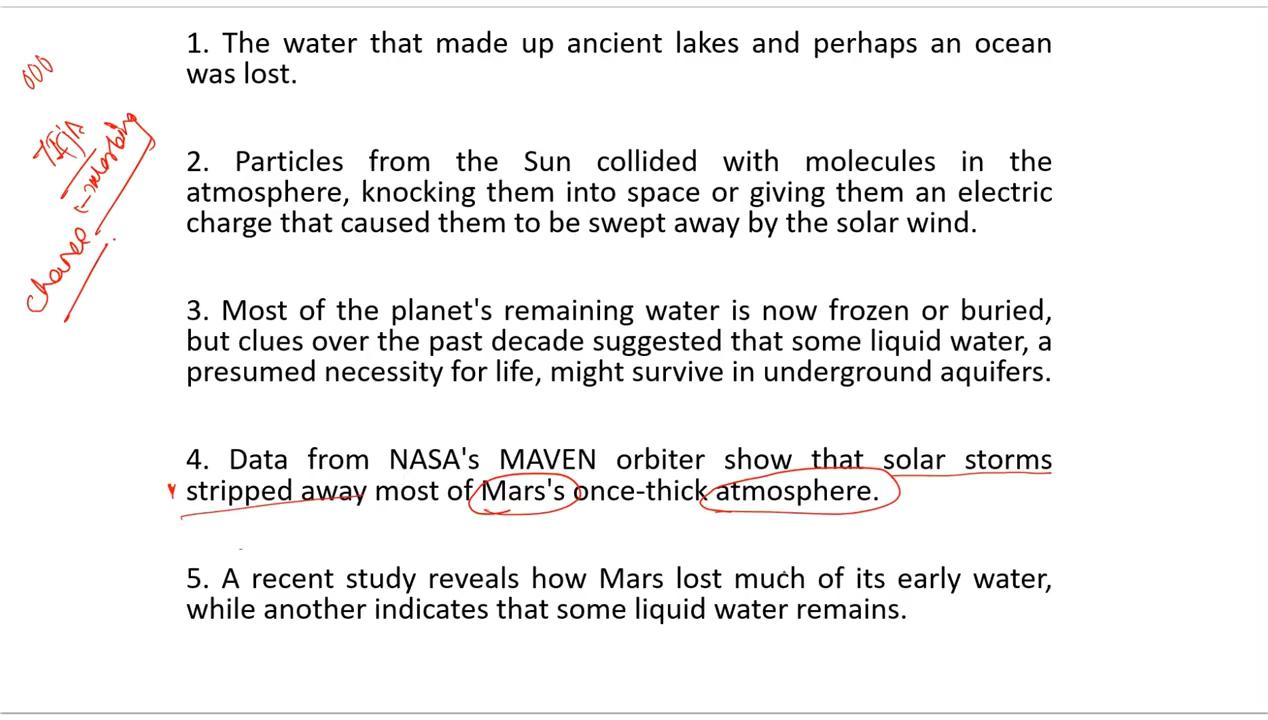 1. The water that made up ancient lakes and perhaps an ocean
was lost.
2. Particles from the Sun collided with molecules in the
atmosphere, knocking them into space or giving them an electric
charge that caused them to be swept away by the solar wind.
3. Most of the planet's remaining water is now frozen or buried,
but clues over the past decade suggested that some liquid water, a
presumed necessity for life, might survive in underground aquifers.
4. Data from NASA's MAVEN orbiter show that solar storms
stripped away most of Mars's once-thick atmosphere.
5. A recent study reveals how Mars lost much of its early water,
while another indicates that some liquid water remains.